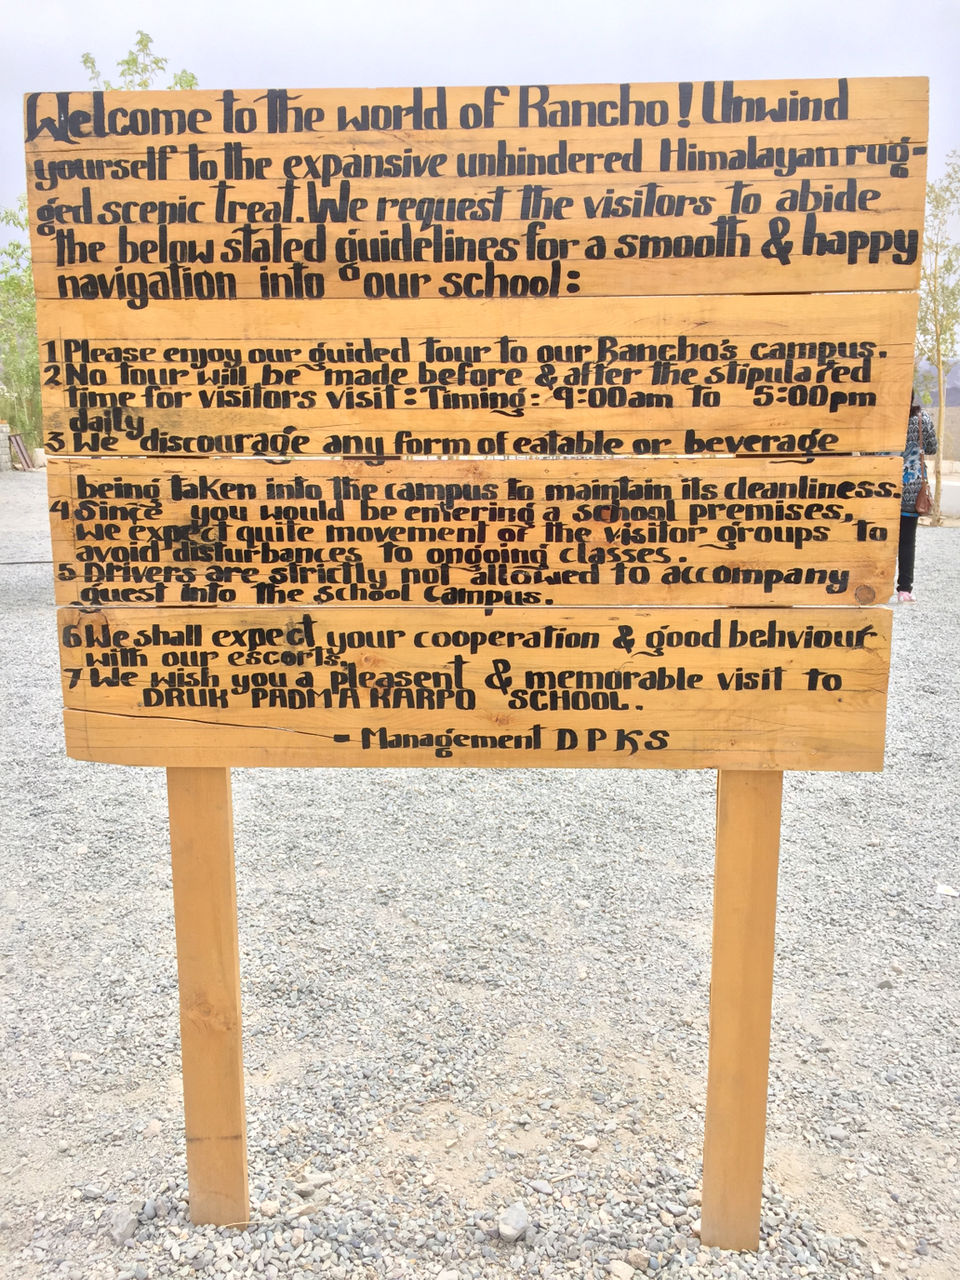 Welcome to the world of Rancho! Unwind
yourself to the expansive unhindered Himalayan rug-
ged scenic treat. We request the visitors to abide
the below stated guidelines for a smooth & happy
navigation into our school:
1 Please enjoy our guided tour to our Rancho's campus.
2 No tour will be made before & after the stipulated
time for visitors visit: Timing: 9:00am to 5:00pm
daily
3 We discourage any form of eatable or beverage
being taken into the campus to maintain its cleanliness.
4 Since you would be entering a school premises,
we expect quite movement of the visitor groups to
avoid disturbances to ongoing classes.
5 Drivers are strictly not allowed to accompany
guest into the school campus.
6 We shall expect your cooperation & good behviour
with our escorts.
7 We wish you a pleasent & memorable visit to
DRUK PADMA KARPO SCHOOL.
- Management D P K S